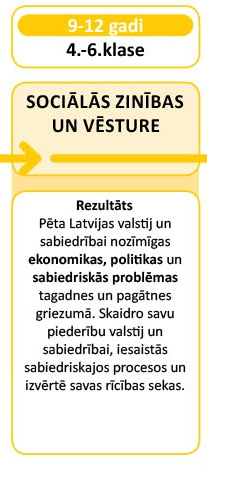 9-12 gadi
4.-6.klase
SOCIĀLĀS ZINĪBAS
UN VĒSTURE
Rezultāts
Pēta Latvijas valstij un
sabiedrībai nozīmīgas
ekonomikas, politikas un
sabiedriskās problēmas
tagadnes un pagātnes
griezumā. Skaidro savu
piederību valstij un
sabiedrībai, iesaistās
sabiedriskajos procesos un
izvērtē savas rīcības sekas.